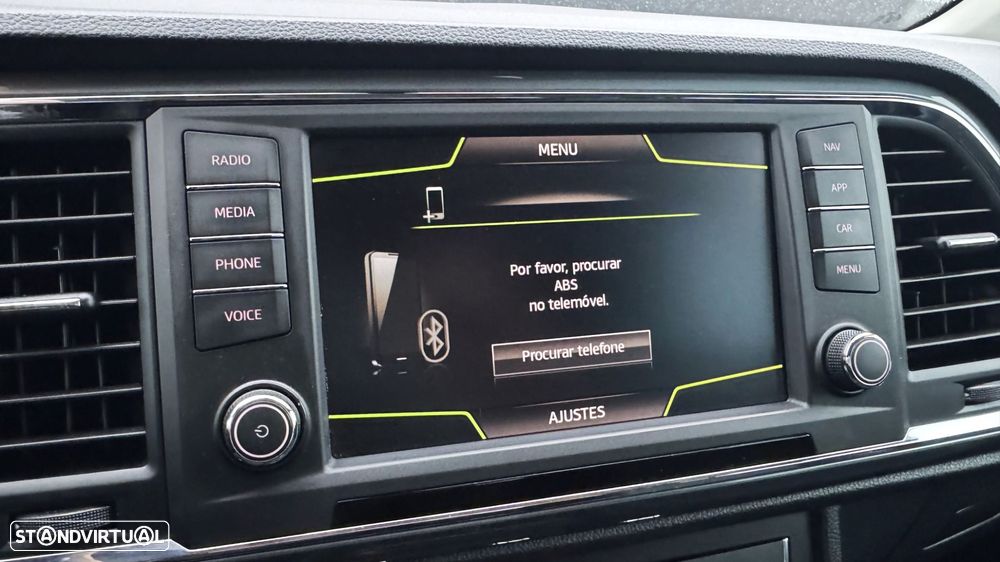 RADIO
MEDIA
PHONE
VOICE
MENU
Por favor, procurar
ABS
no telemóvel.
Procurar telefone
AJUSTES
NAV
APP
CAR
MENU
STANDVIRTUAL